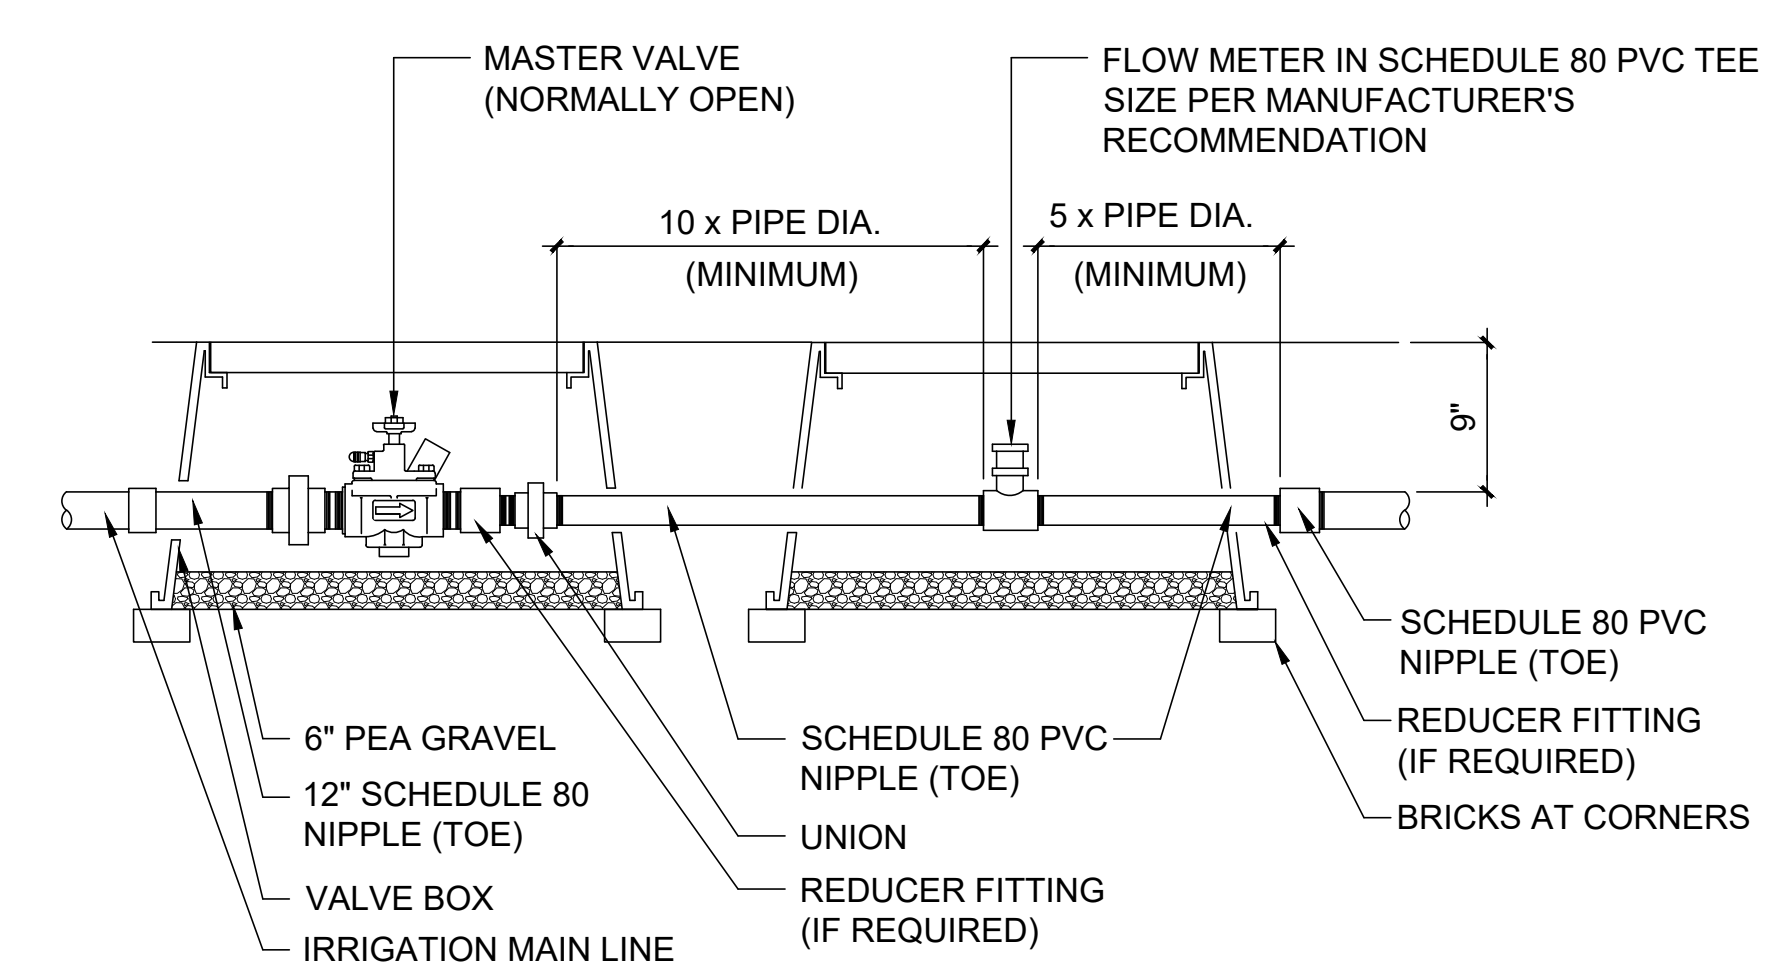 MASTER VALVE
(NORMALLY OPEN)
FLOW METER IN SCHEDULE 80 PVC TEE
SIZE PER MANUFACTURER'S
RECOMMENDATION
10 x PIPE DIA.
(MINIMUM)
5 x PIPE DIA.
(MINIMUM)
9"
6" PEA GRAVEL
12" SCHEDULE 80
NIPPLE (TOE)
VALVE BOX
IRRIGATION MAIN LINE
SCHEDULE 80 PVC
NIPPLE (TOE)
UNION
REDUCER FITTING
(IF REQUIRED)
SCHEDULE 80 PVC
NIPPLE (TOE)
REDUCER FITTING
(IF REQUIRED)
BRICKS AT CORNERS